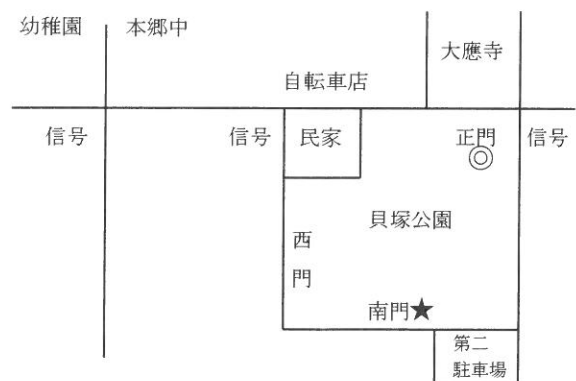 幼稚園
本郷中
大應寺
自転車店
信号
信号
民家
正門
信号
貝塚公園
西門
南門★
第二
駐車場